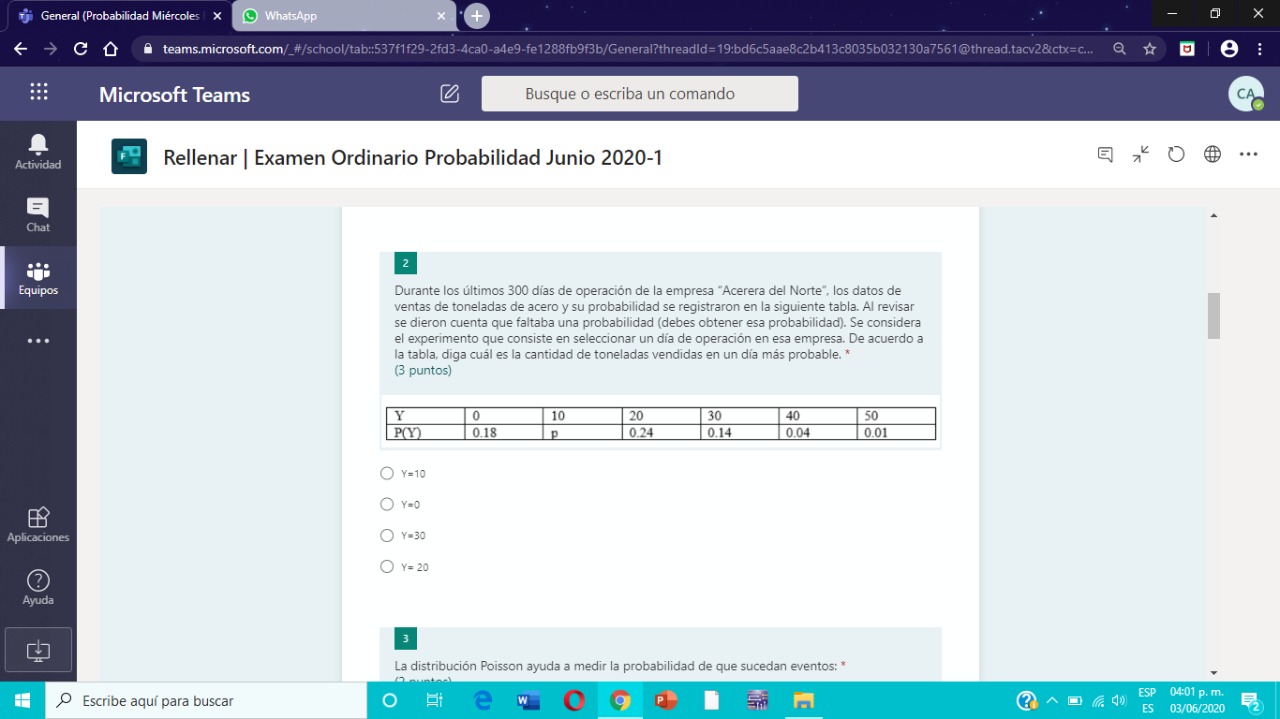 General (Probabilidad Miércoles
WhatsApp
teams.microsoft.com/_#/school/tab::537f1f29-2fd3-4ca0-a4e9-fe1288fb9f3b/General?threadId=19:bd6c5aae8c2b413c8035b032130a7561@thread.tacv2&ctx=c...
Microsoft Teams
Busque o escriba un comando
CA
Actividad
Chat
Equipos
Aplicaciones
Ayuda
Rellenar | Examen Ordinario Probabilidad Junio 2020-1
2
Durante los últimos 300 días de operación de la empresa “Acerera del Norte”, los datos de
ventas de toneladas de acero y su probabilidad se registraron en la siguiente tabla. Al revisar
se dieron cuenta que faltaba una probabilidad (debes obtener esa probabilidad). Se considera
el experimento que consiste en seleccionar un día de operación en esa empresa. De acuerdo a
la tabla, diga cuál es la cantidad de toneladas vendidas en un día más probable. *
(3 puntos)
Y 0 10 20 30 40 50
P(Y) 0.18 p 0.24 0.14 0.04 0.01
Y=10
Y=0
Y=30
Y= 20
3
La distribución Poisson ayuda a medir la probabilidad de que sucedan eventos: *
(2 puntos)
Escribe aquí para buscar
ESP
ES
04:01 p. m.
03/06/2020
2